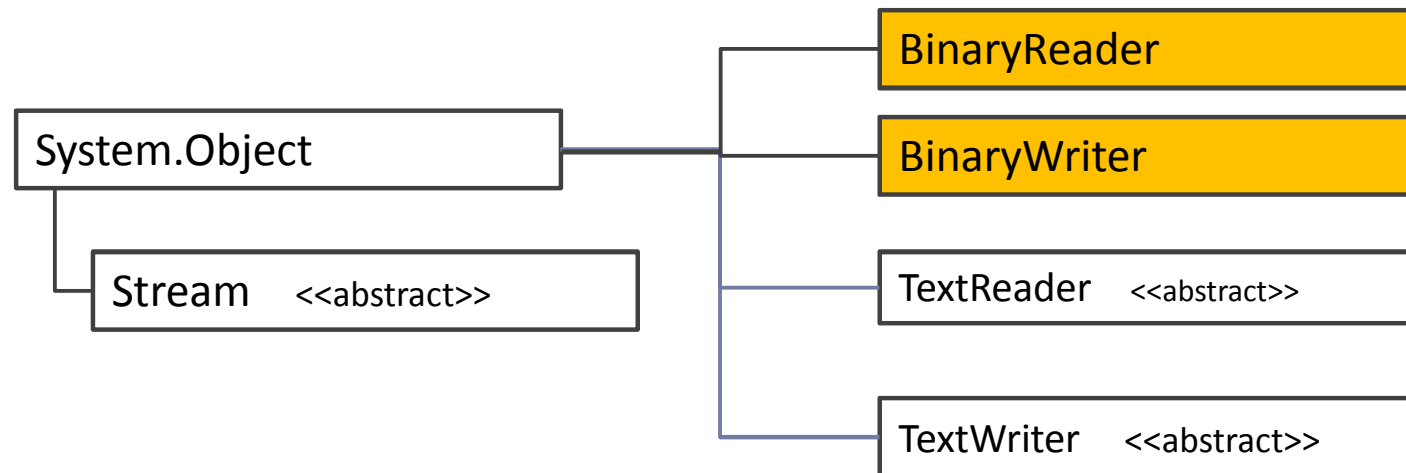 BinaryReader
System.Object
BinaryWriter
Stream <<abstract>>
TextReader <<abstract>>
TextWriter <<abstract>>